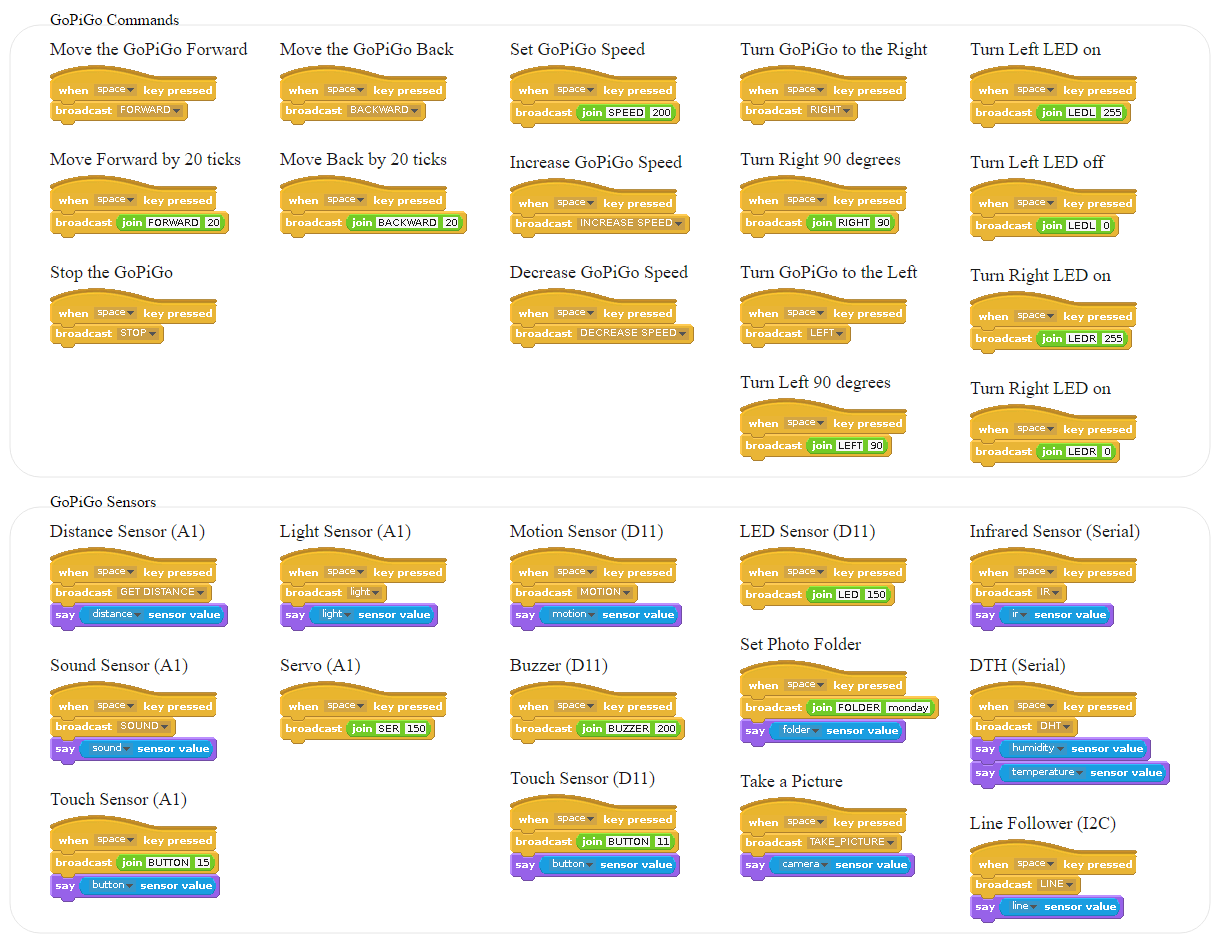 GoPiGo Commands
Move the GoPiGo Forward
when space key pressed
broadcast FORWARD
Move Forward by 20 ticks
when space key pressed
broadcast join FORWARD 20
Stop the GoPiGo
when space key pressed
broadcast STOP
Move the GoPiGo Back
when space key pressed
broadcast BACKWARD
Move Back by 20 ticks
when space key pressed
broadcast join BACKWARD 20
Set GoPiGo Speed
when space key pressed
broadcast join SPEED 200
Increase GoPiGo Speed
when space key pressed
broadcast INCREASE SPEED
Decrease GoPiGo Speed
when space key pressed
broadcast DECREASE SPEED
Turn GoPiGo to the Right
when space key pressed
broadcast RIGHT
Turn Right 90 degrees
when space key pressed
broadcast join RIGHT 90
Turn GoPiGo to the Left
when space key pressed
broadcast LEFT
Turn Left 90 degrees
when space key pressed
broadcast join LEFT 90
Turn Left LED on
when space key pressed
broadcast join LEDL 255
Turn Left LED off
when space key pressed
broadcast join LEDL 0
Turn Right LED on
when space key pressed
broadcast join LEDR 255
Turn Right LED on
when space key pressed
broadcast join LEDR 0
GoPiGo Sensors
Distance Sensor (A1)
when space key pressed
broadcast GET DISTANCE
say distance sensor value
Sound Sensor (A1)
when space key pressed
broadcast SOUND
say sound sensor value
Touch Sensor (A1)
when space key pressed
broadcast join BUTTON 15
say button sensor value
Light Sensor (A1)
when space key pressed
broadcast light
say light sensor value
Servo (A1)
when space key pressed
broadcast join SER 150
Motion Sensor (D11)
when space key pressed
broadcast MOTION
say motion sensor value
Buzzer (D11)
when space key pressed
broadcast join BUZZER 200
Touch Sensor (D11)
when space key pressed
broadcast join BUTTON 11
say button sensor value
LED Sensor (D11)
when space key pressed
broadcast join LED 150
Set Photo Folder
when space key pressed
broadcast join FOLDER monday
say folder sensor value
Take a Picture
when space key pressed
broadcast TAKE_PICTURE
say camera sensor value
Infrared Sensor (Serial)
when space key pressed
broadcast IR
say ir sensor value
DTH (Serial)
when space key pressed
broadcast DHT
say humidity sensor value
say temperature sensor value
Line Follower (I2C)
when space key pressed
broadcast LINE
say line sensor value